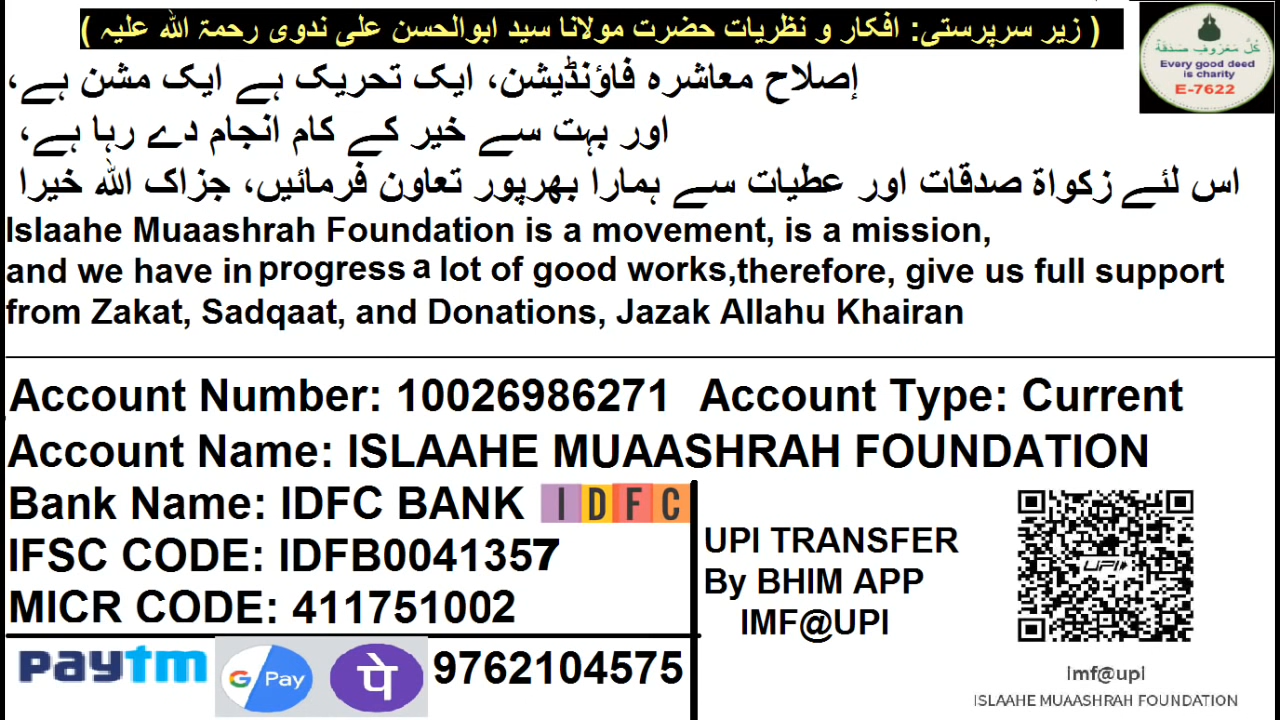 ( زیر سرپرستی: افکار و نظریات حضرت مولانا سید ابوالحسن علی ندوی رحمۃ اللہ علیہ )
كُلُّ مَعْرُوفٍ صَدَقَةٌ
Every good deed
is charity
E-7622
إصلاح معاشرہ فاؤنڈیشن، ایک تحریک ہے ایک مشن ہے،
اور بہت سے خیر کے کام انجام دے رہا ہے،
اس لئے زکواۃ صدقات اور عطیات سے ہمارا بھرپور تعاون فرمائیں، جزاک اللہ خیرا
Islaahe Muaashrah Foundation is a movement, is a mission,
and we have in progress a lot of good works,therefore, give us full support
from Zakat, Sadqaat, and Donations, Jazak Allahu Khairan
Account Number: 10026986271 Account Type: Current
Account Name: ISLAAHE MUAASHRAH FOUNDATION
Bank Name: IDFC BANK IDFC
IFSC CODE: IDFB0041357
MICR CODE: 411751002
paytm G Pay पे 9762104575
UPI TRANSFER
By BHIM APP
IMF@UPI
UPI
imf@upi
ISLAAHE MUAASHRAH FOUNDATION